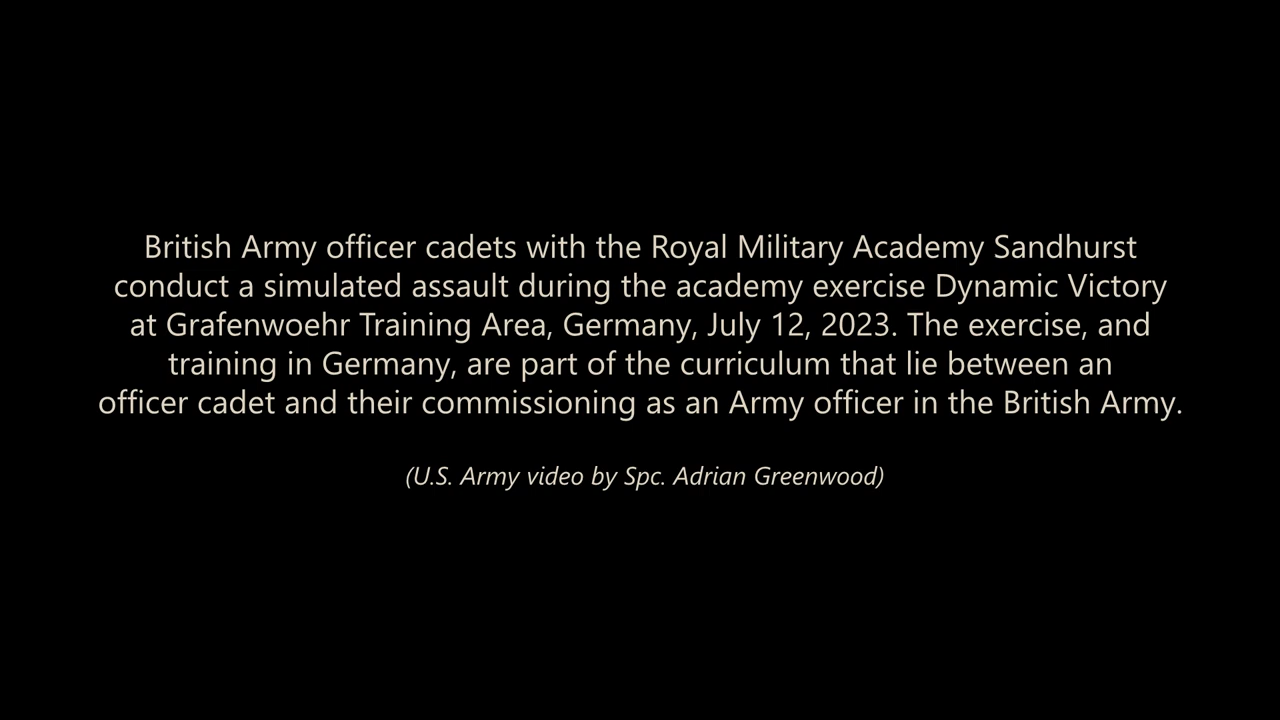 British Army officer cadets with the Royal Military Academy Sandhurst
conduct a simulated assault during the academy exercise Dynamic Victory
at Grafenwoehr Training Area, Germany, July 12, 2023. The exercise, and
training in Germany, are part of the curriculum that lie between an
officer cadet and their commissioning as an Army officer in the British Army.
(U.S. Army video by Spc. Adrian Greenwood)